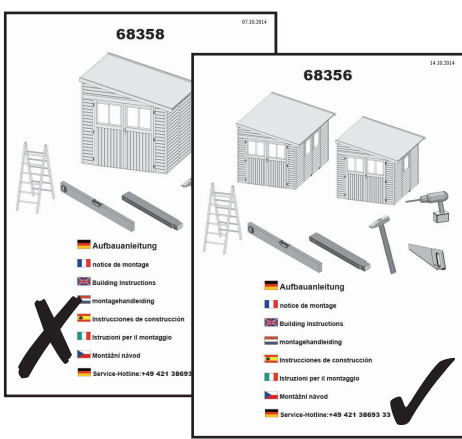 07.10.2014
68358
Aufbauanleitung
notice de montage
Building Instructions
montagehandleiding
Instrucciones de construcción
Istruzioni per il montaggio
Montážní návod
Service-Hotline:+49 421 38693
14.10.2014
68356
Aufbauanleitung
notice de montage
Building Instructions
montagehandleiding
Instrucciones de construcción
Istruzioni per il montaggio
Montážní návod
Service-Hotline:+49 421 38693 33